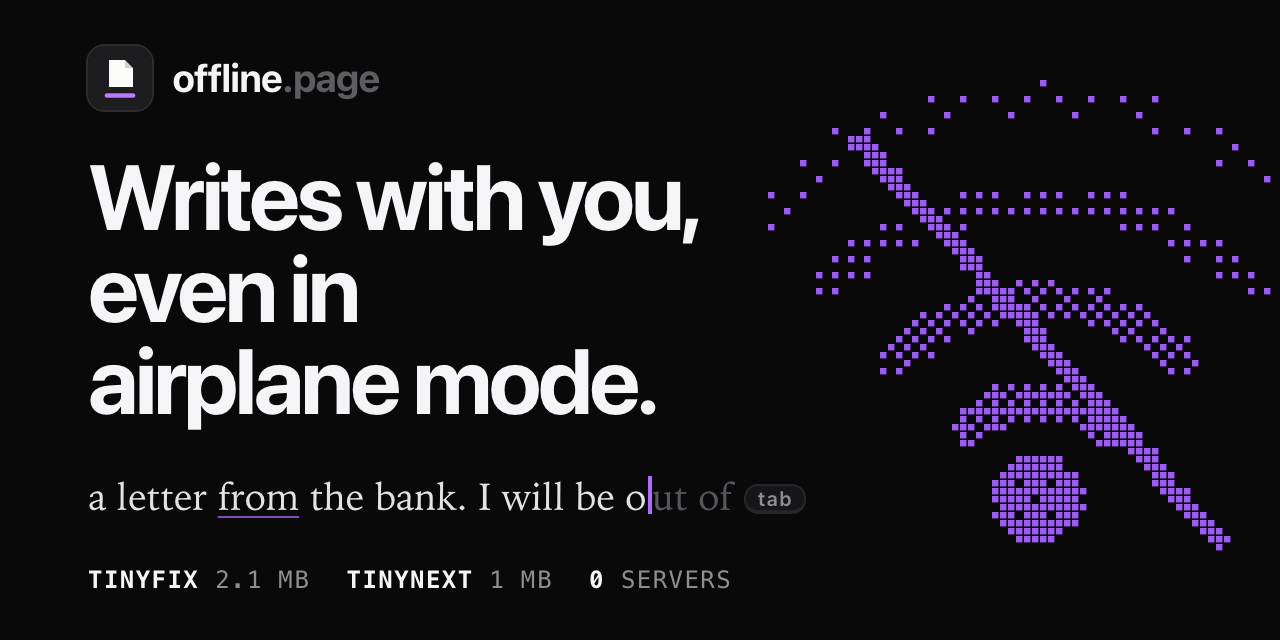 offline.page
Writes with you,
even in
airplane mode.
a letter from the bank. I will be out of tab
TINYFIX 2.1 MB TINYNEXT 1 MB 0 SERVERS